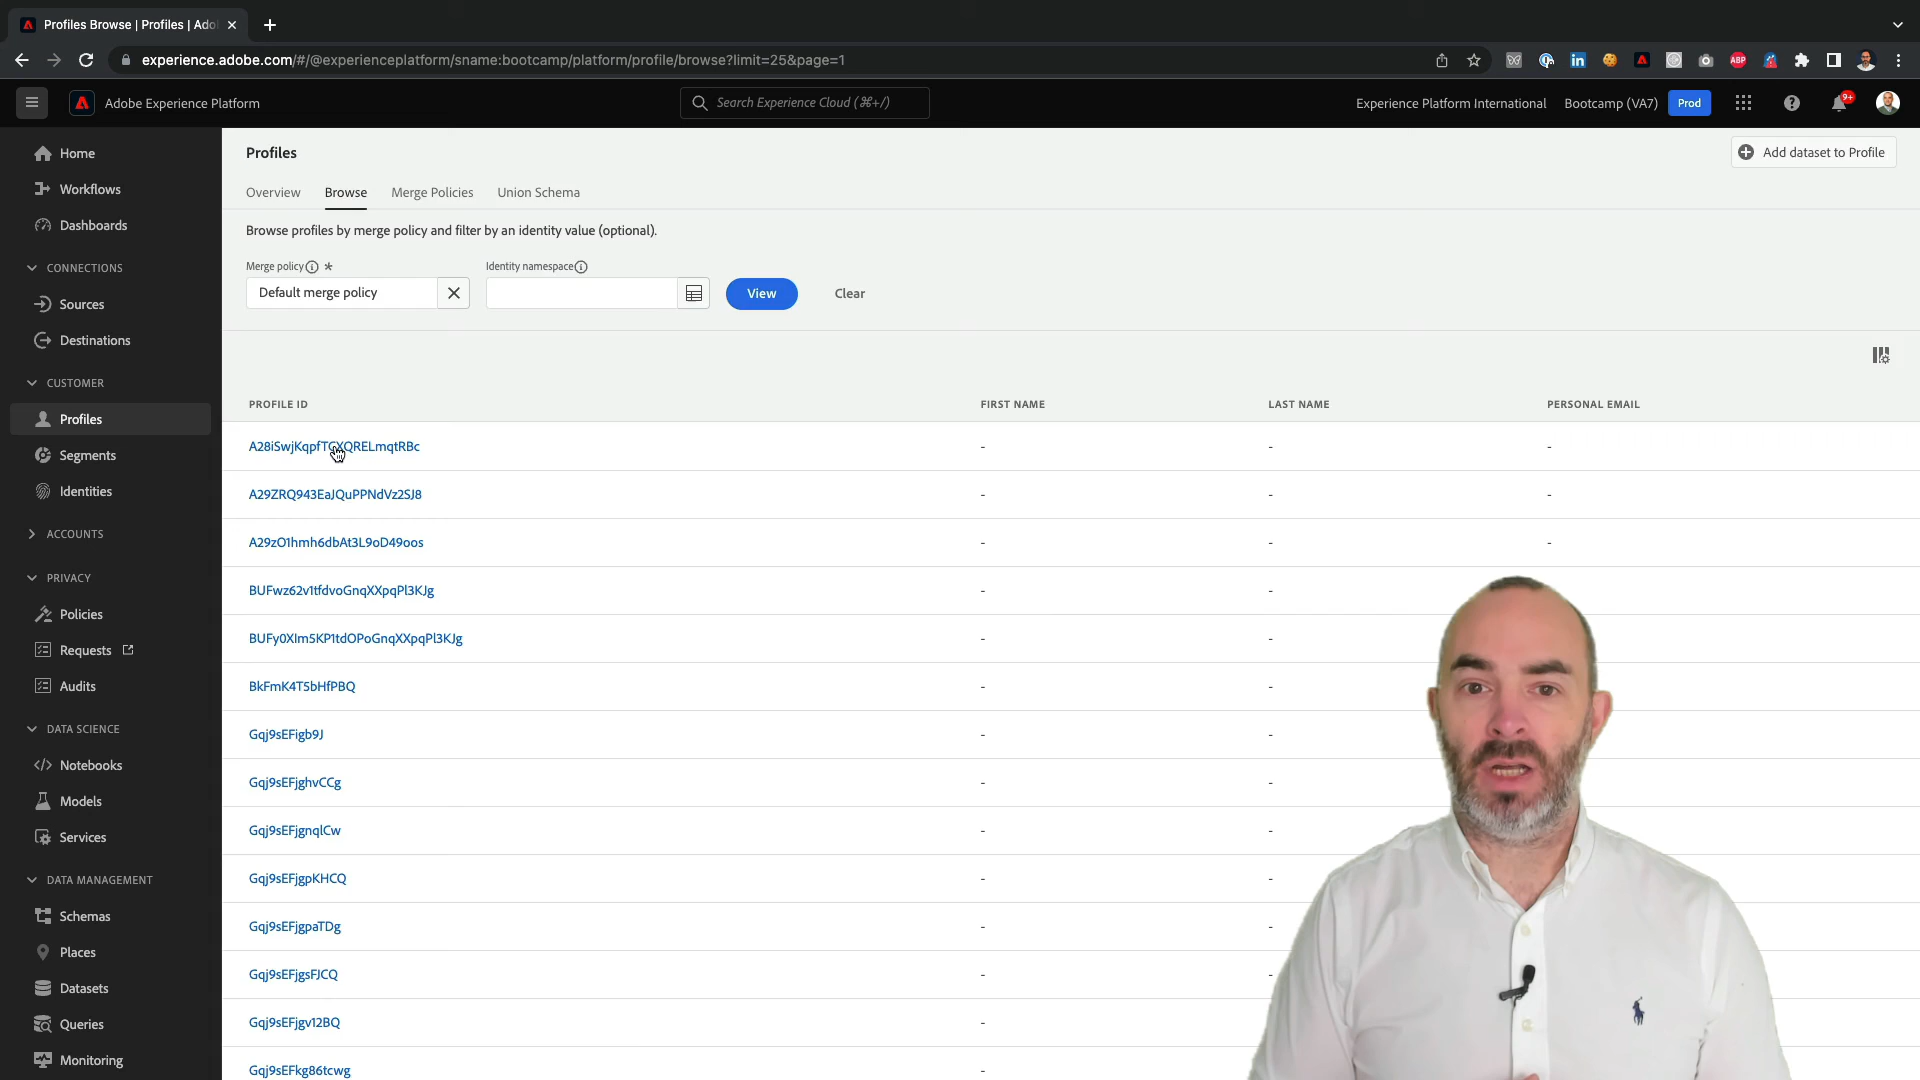 Profiles Browse | Profiles | Ado
experience.adobe.com/#/@experienceplatform/sname:bootcamp/platform/profile/browse?limit=25&page=1
ABP
Adobe Experience Platform
Search Experience Cloud (⌘+/)
Experience Platform International
Bootcamp (VA7)
Prod
9+
Home
Workflows
Dashboards
CONNECTIONS
Sources
Destinations
CUSTOMER
Profiles
Segments
Identities
ACCOUNTS
PRIVACY
Policies
Requests
Audits
DATA SCIENCE
Notebooks
Models
Services
DATA MANAGEMENT
Schemas
Places
Datasets
Queries
Monitoring
Profiles
Add dataset to Profile
Overview Browse Merge Policies Union Schema
Browse profiles by merge policy and filter by an identity value (optional).
Merge policy *
Identity namespace
Default merge policy
View
Clear
PROFILE ID FIRST NAME LAST NAME PERSONAL EMAIL
A28iSwjKqpfTCXQRELmqtRBc - - -
A29ZRQ943EaJQuPPNdVz2SJ8 - - -
A29zO1hmh6dbAt3L9oD49oos - - -
BUFwz62v1tfdvoGnqXXpqPl3KJg - -
BUFy0XIm5KP1tdOPoGnqXXpqPl3KJg - -
BkFmK4T5bHfPBQ - -
Gqj9sEFigb9J - -
Gqj9sEFjghvCCg - -
Gqj9sEFjgnqlCw - -
Gqj9sEFjgpKHCQ - -
Gqj9sEFjgpaTDg - -
Gqj9sEFjgsFJCQ - -
Gqj9sEFjgv12BQ -
Gqj9sEFkg86tcwg -